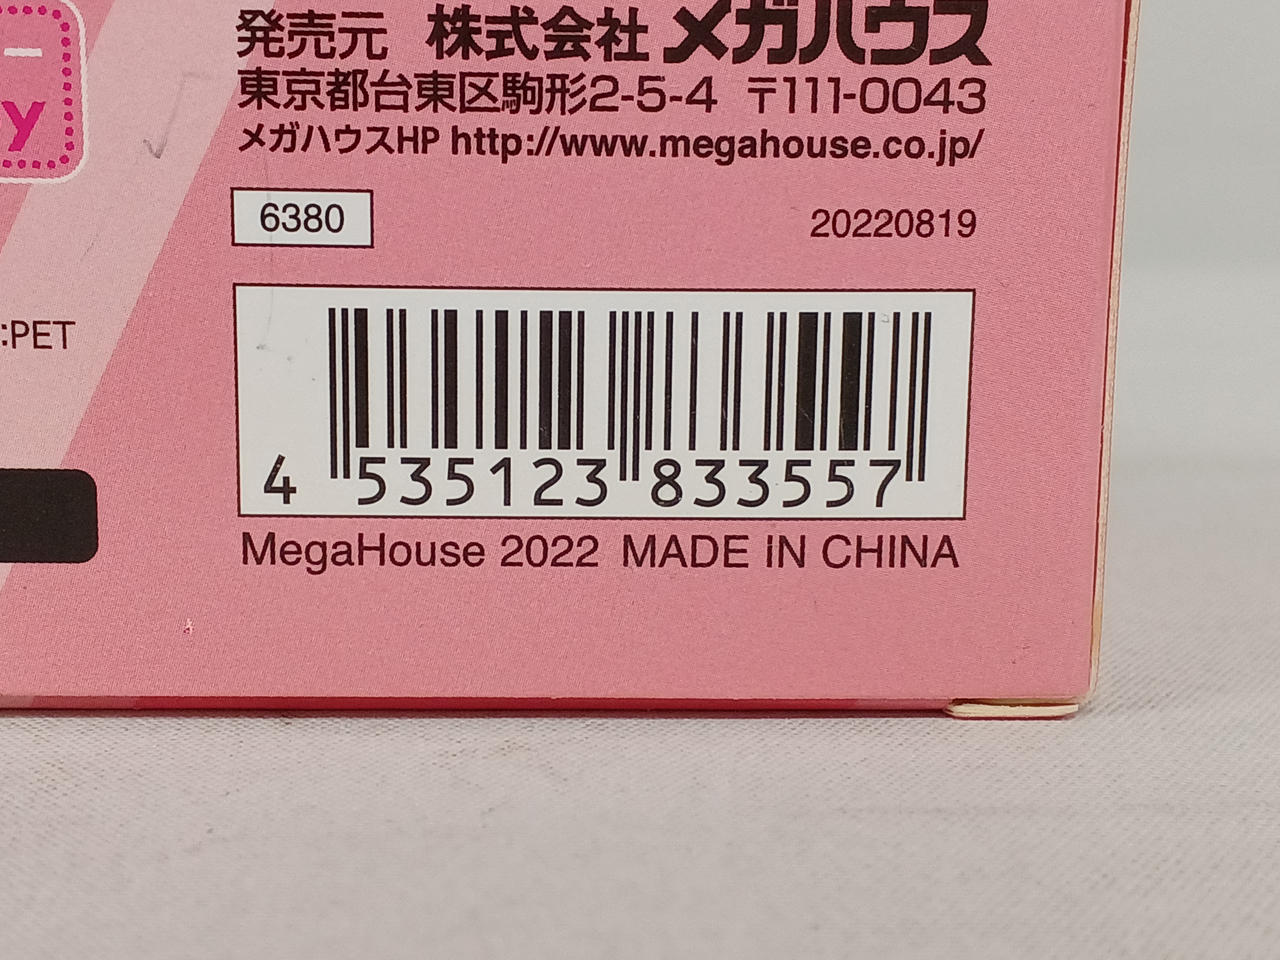 発売元 株式会社 メガハウス
東京都台東区駒形2-5-4 〒111-0043
メガハウスHP http://www.megahouse.co.jp/
ー
y
6380 20220819
:PET
4 535123 833557
MegaHouse 2022 MADE IN CHINA